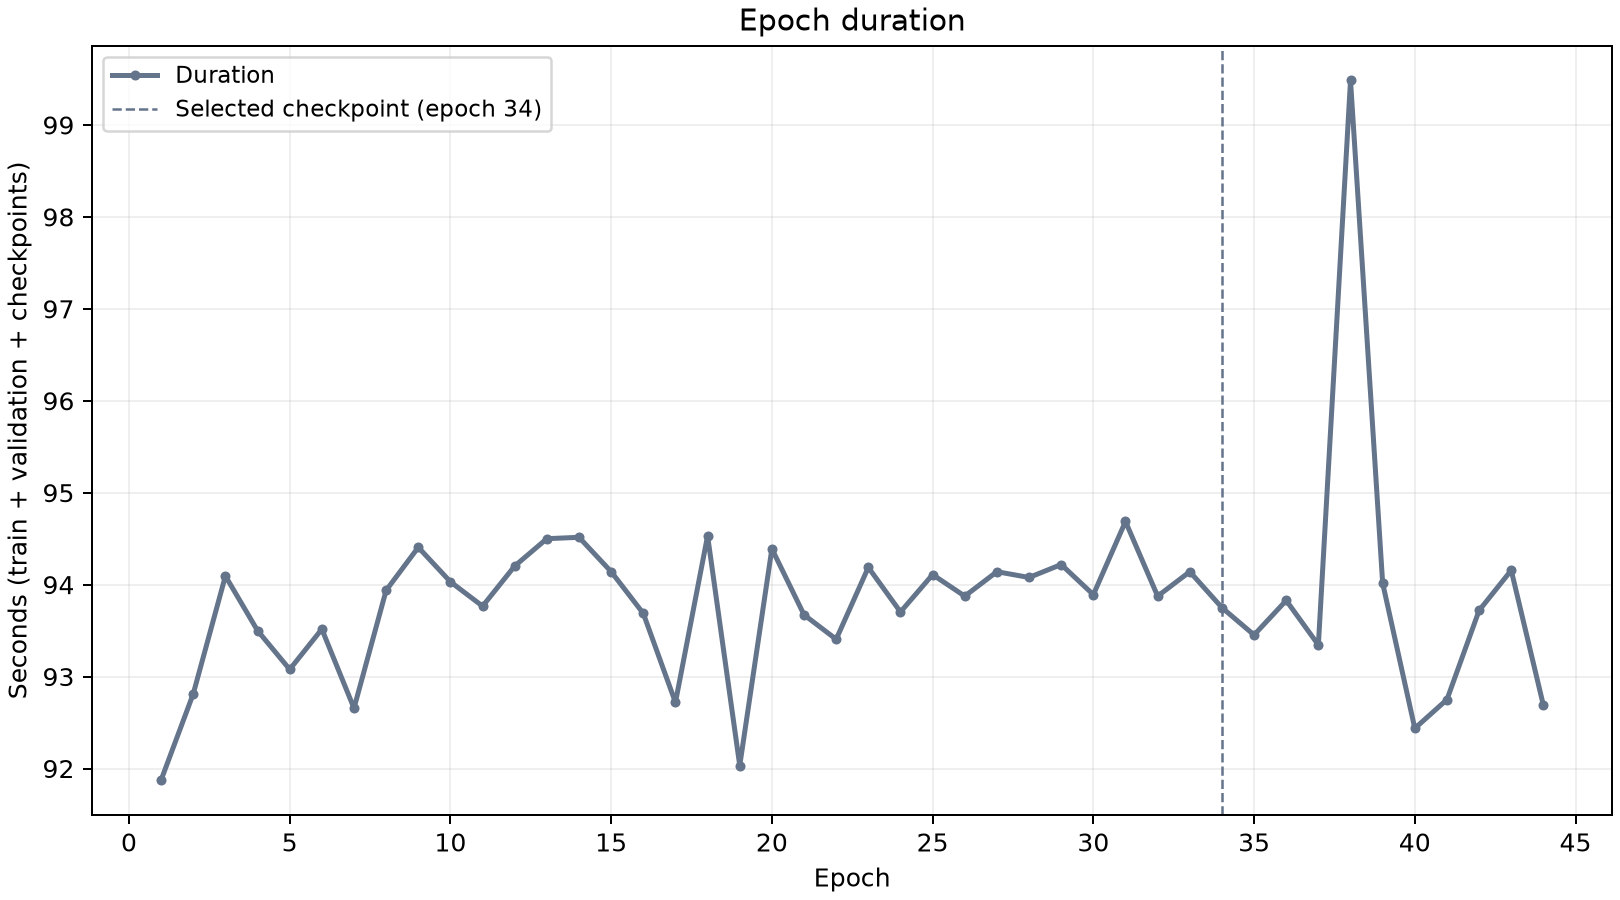 Epoch duration
Duration
Selected checkpoint (epoch 34)
Seconds (train + validation + checkpoints)
99
98
97
96
95
94
93
92
0 5 10 15 20 25 30 35 40 45
Epoch